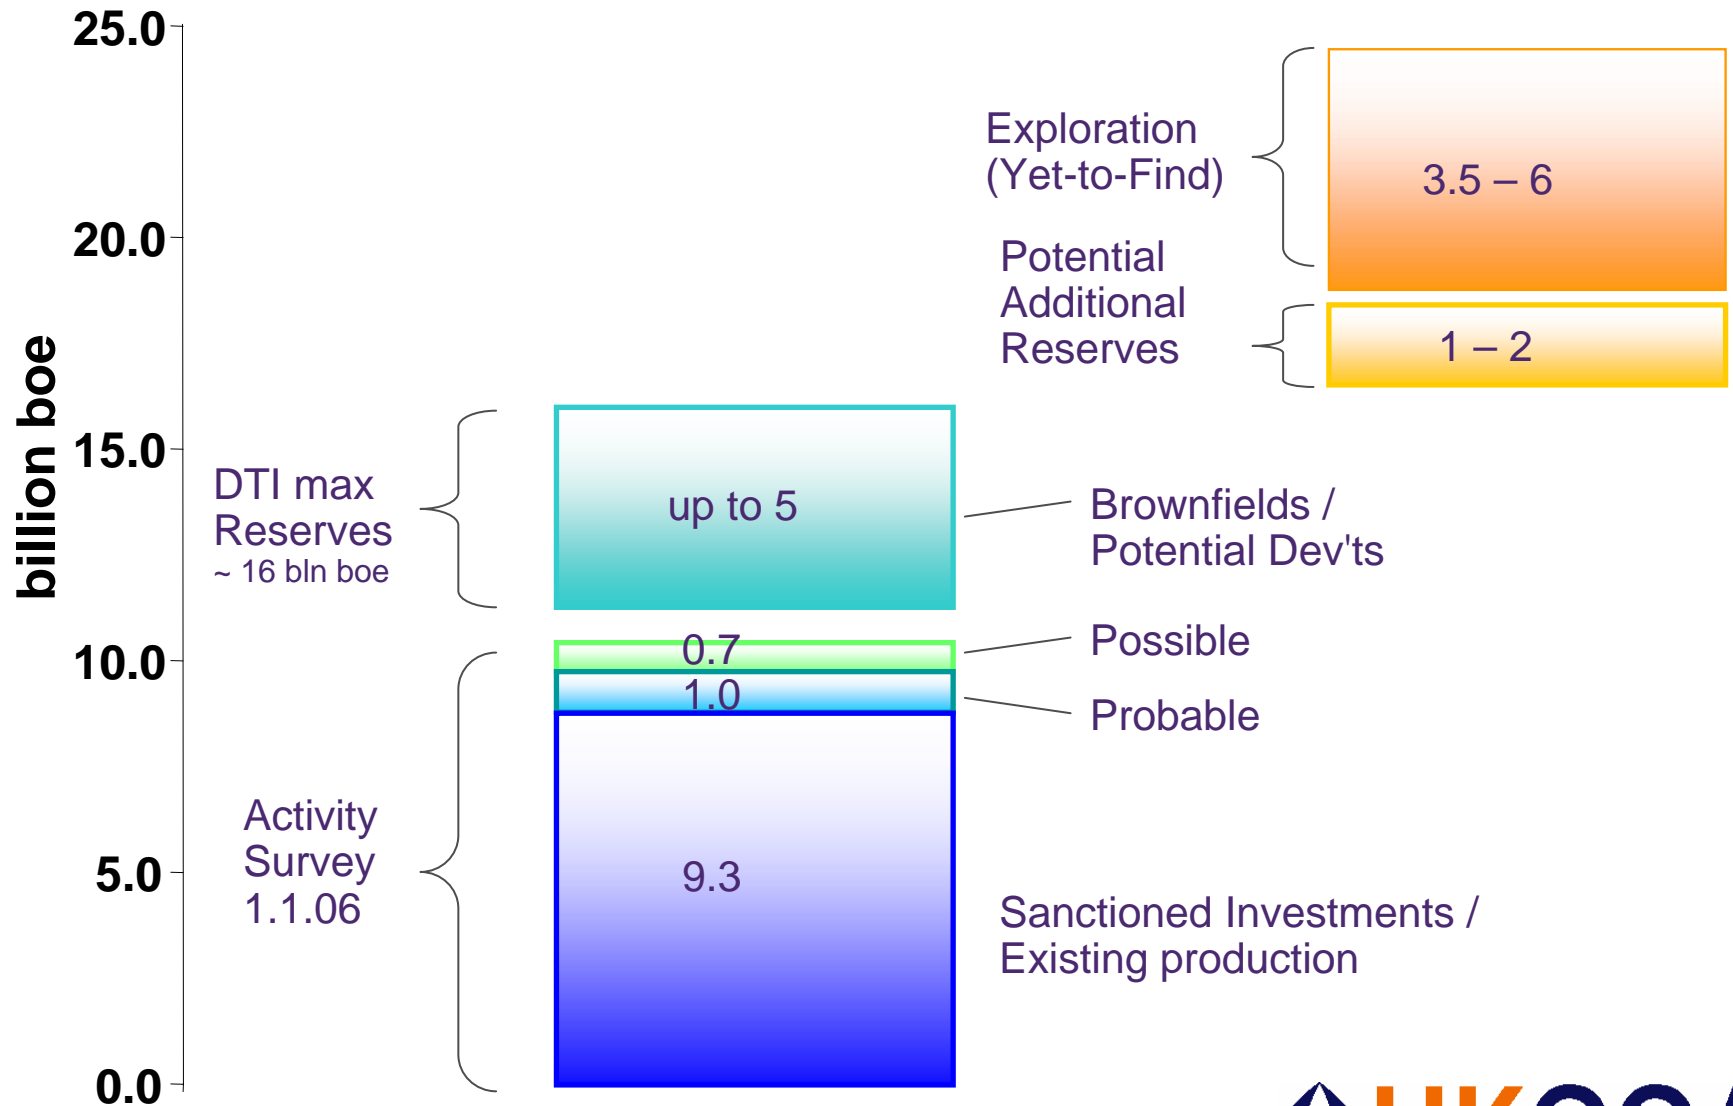 billion boe
25.0
20.0
15.0
10.0
5.0
0.0
Exploration
(Yet-to-Find)
3.5 – 6
Potential
Additional
Reserves
1 – 2
DTI max
Reserves
~ 16 bln boe
up to 5
Brownfields /
Potential Dev'ts
0.7
Possible
1.0
Probable
Activity
Survey
1.1.06
9.3
Sanctioned Investments /
Existing production